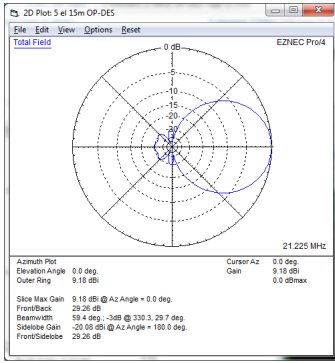 2D Plot: 5 el 15m OP-DES
File Edit View Options Reset
Total Field
EZNEC Pro/4
0 dB
-5
-10
-15
-20
-30
21.225 MHz
Azimuth Plot
Elevation Angle 0.0 deg.
Outer Ring 9.18 dBi
Cursor Az 0.0 deg.
Gain 9.18 dBi
0.0 dBmax
Slice Max Gain 9.18 dBi @ Az Angle = 0.0 deg.
Front/Back 29.26 dB
Beamwidth 59.4 deg.; -3dB @ 330.3, 29.7 deg.
Sidelobe Gain -20.08 dBi @ Az Angle = 180.0 deg.
Front/Sidelobe 29.26 dB